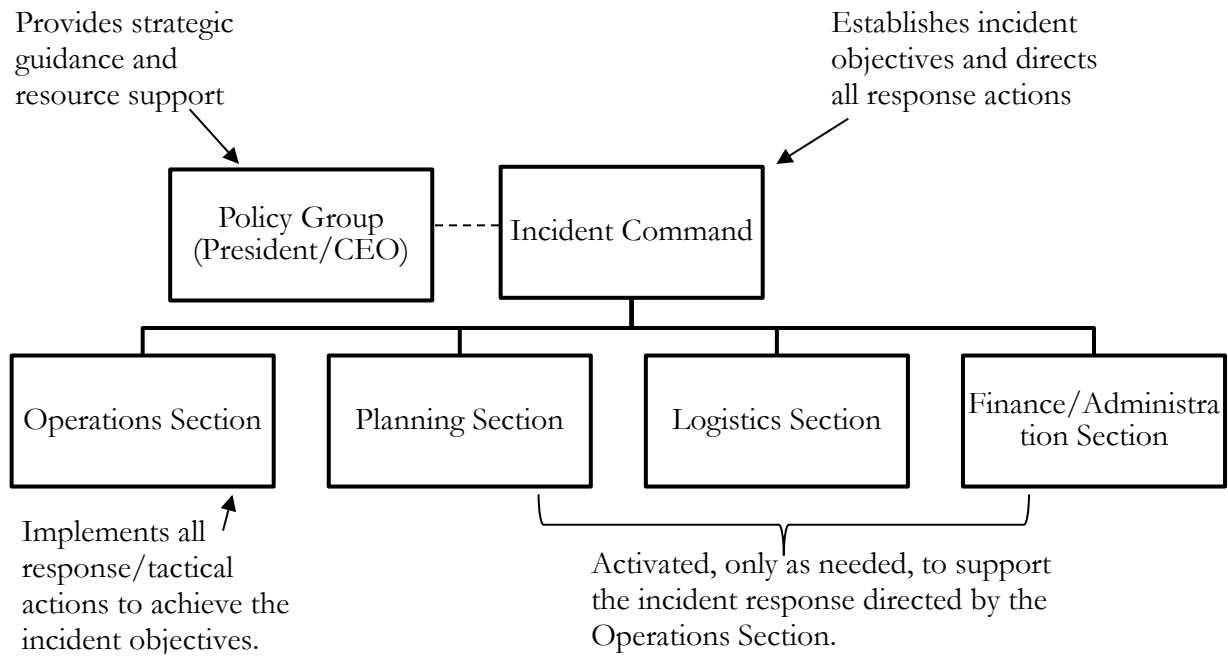 Provides strategic
guidance and
resource support
Establishes incident
objectives and directs
all response actions
Policy Group
(President/CEO)
Incident Command
Operations Section
Planning Section
Logistics Section
Finance/Administra
tion Section
Implements all
response/tactical
actions to achieve the
incident objectives.
Activated, only as needed, to support
the incident response directed by the
Operations Section.